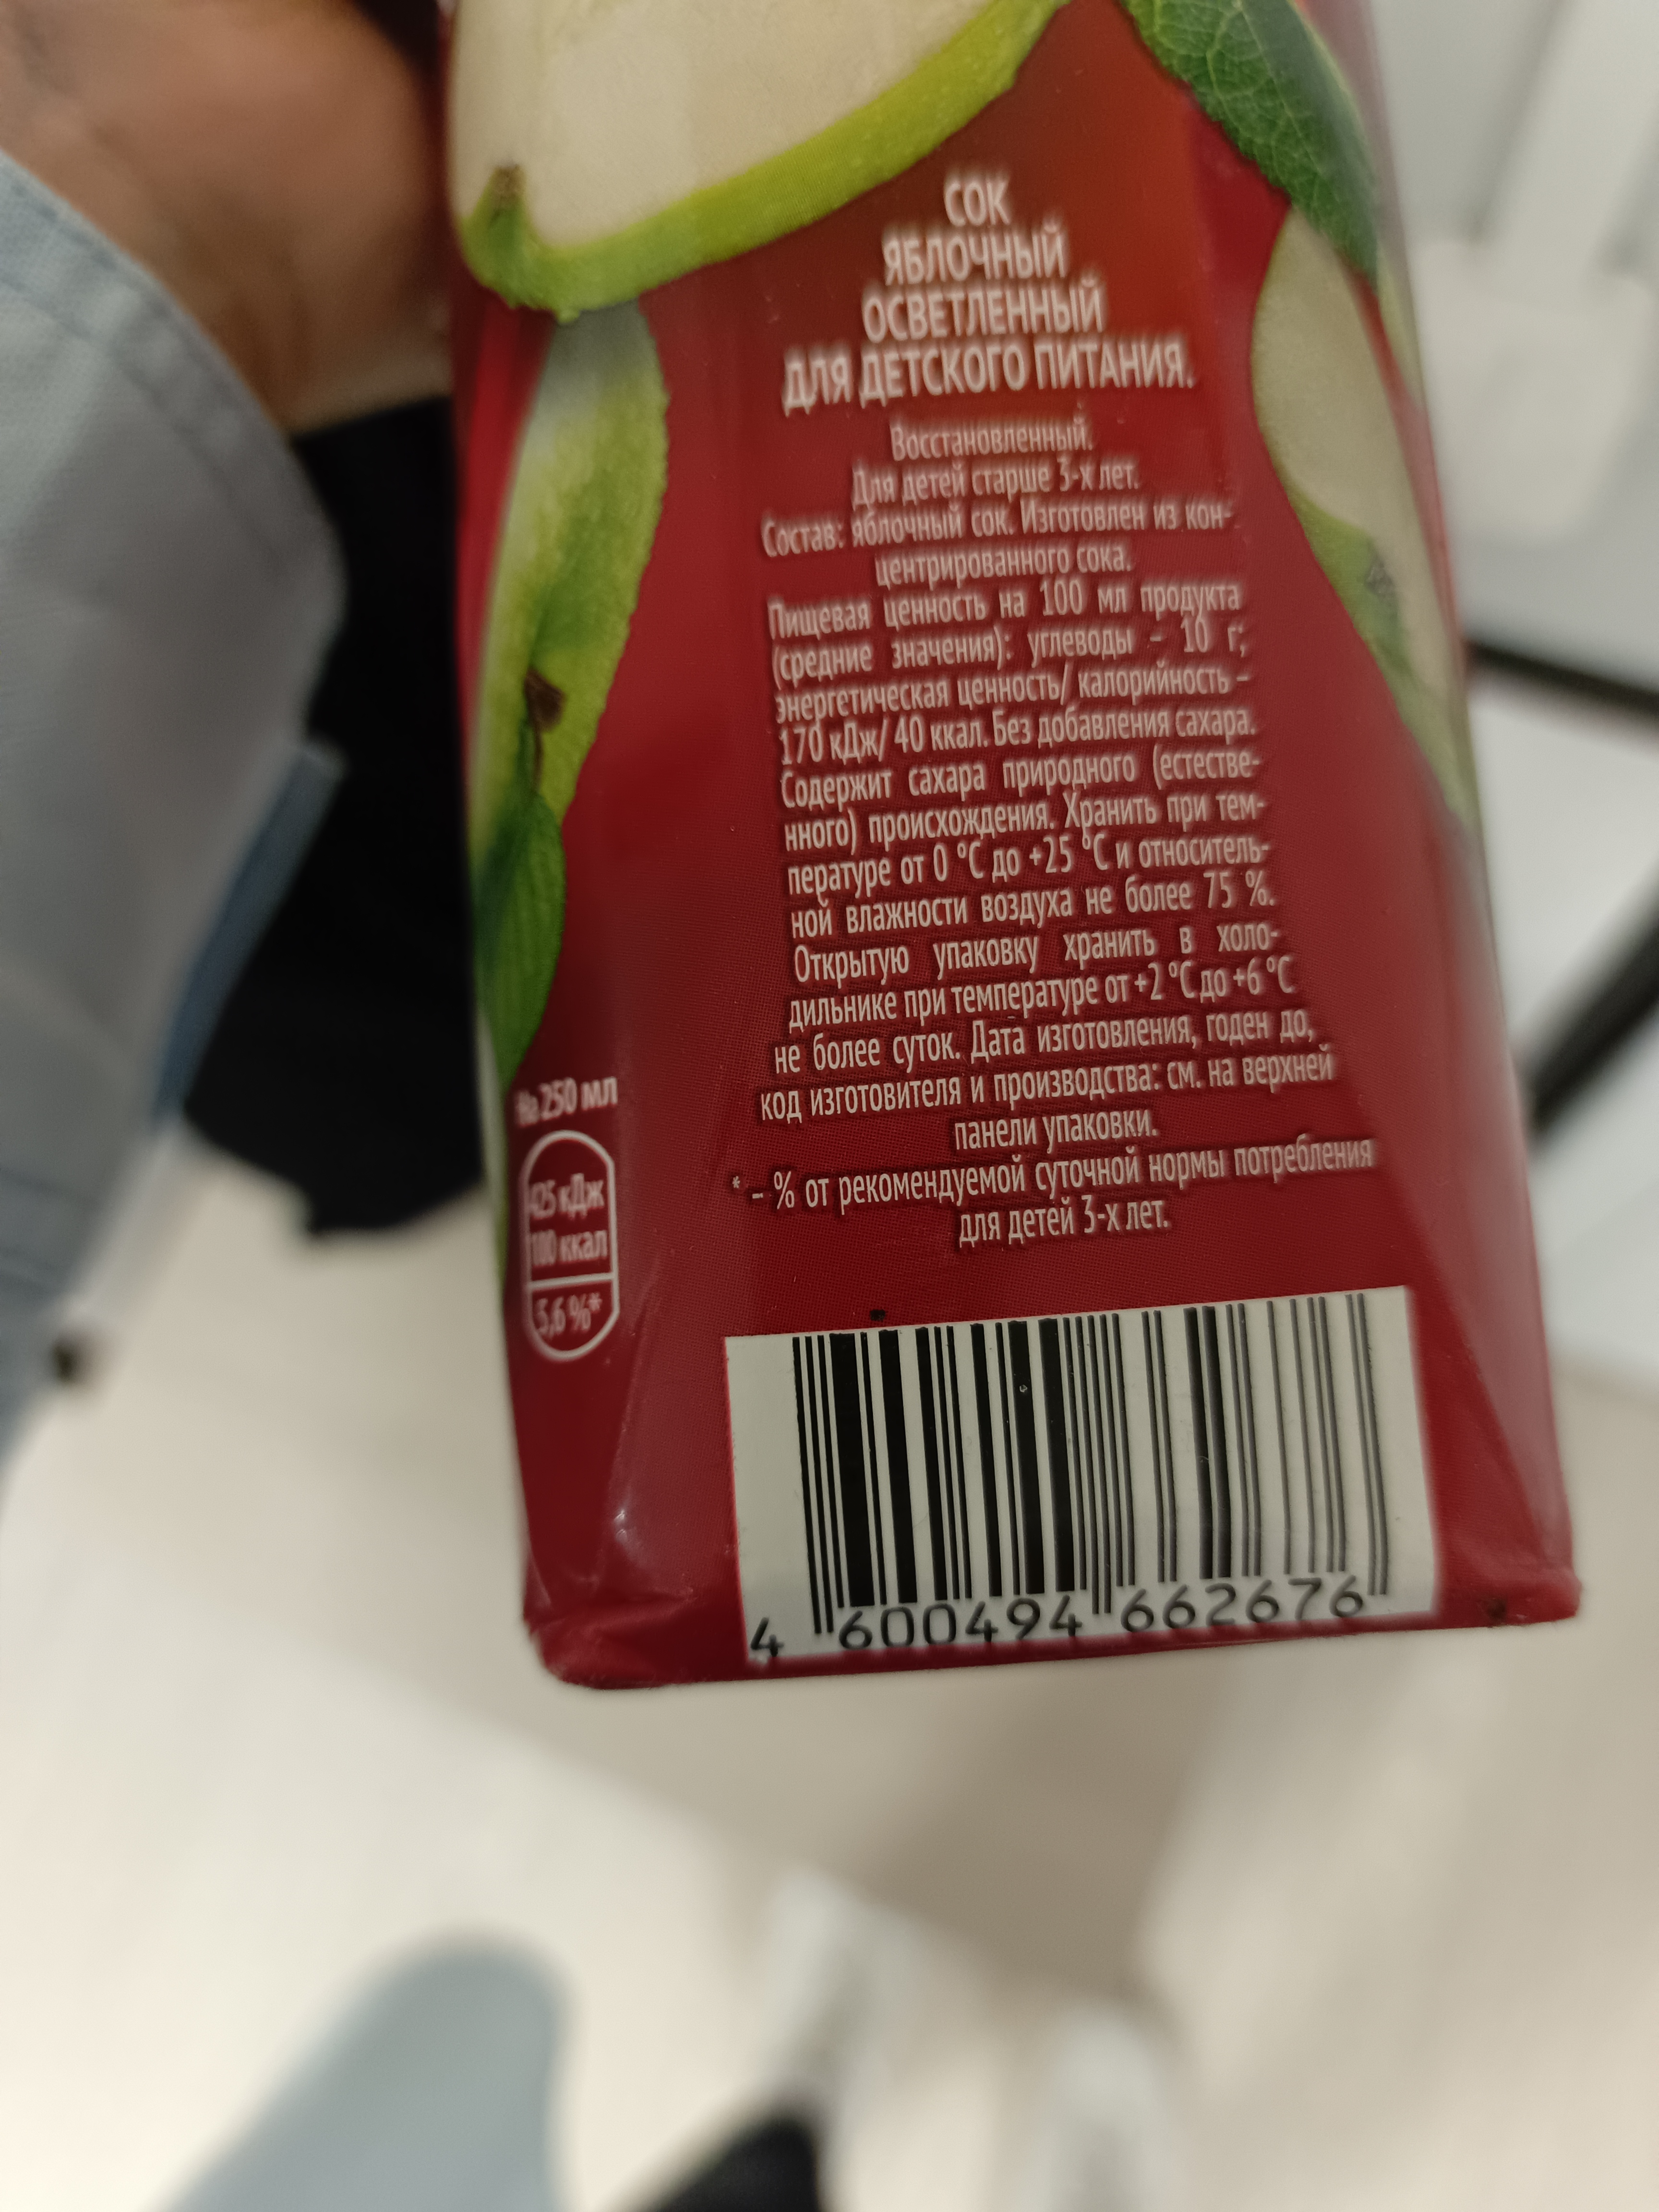 СОК
ЯБЛОЧНЫЙ
ОСВЕТЛЕННЫЙ
ДЛЯ ДЕТСКОГО ПИТАНИЯ.
Восстановленный.
Для детей старше 3-х лет.
Состав: яблочный сок. Изготовлен из кон-
центрированного сока.
Пищевая ценность на 100 мл продукта
(средние значения): углеводы – 10 г;
энергетическая ценность/ калорийность –
170 кДж/ 40 ккал. Без добавления сахара.
Содержит сахара природного (естестве-
нного) происхождения. Хранить при тем-
пературе от 0 °С до +25 °С и относитель-
ной влажности воздуха не более 75 %.
Открытую упаковку хранить в холо-
дильнике при температуре от +2 °С до +6 °С
не более суток. Дата изготовления, годен до,
код изготовителя и производства: см. на верхней
панели упаковки.
* – % от рекомендуемой суточной нормы потребления
для детей 3-х лет.
На 250 мл
425 кДж
100 ккал
5,6 %*
4 600494 662676